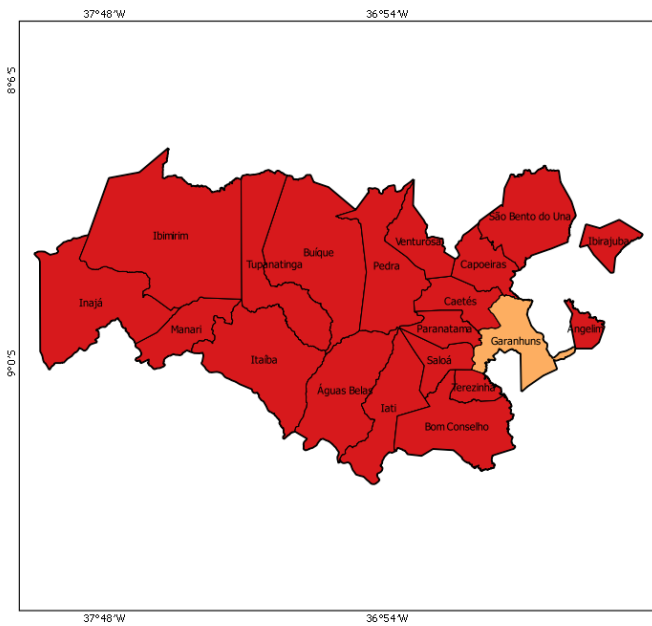 37°48'W
36°54'W
8°6'S
São Bento do Una
Ibimirim
Venturosa
Ibirajuba
Buíque
Tupanatinga
Pedra
Capoeiras
Inajá
Caetés
Manari
Paranatama
Angelim
Garanhuns
9°0'S
Itaíba
Saloá
Águas Belas
Terezinha
Iati
Bom Conselho
37°48'W
36°54'W